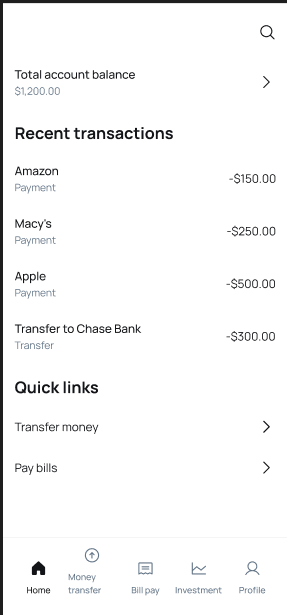 Total account balance
$1,200.00
Recent transactions
Amazon
Payment
-$150.00
Macy's
Payment
-$250.00
Apple
Payment
-$500.00
Transfer to Chase Bank
Transfer
-$300.00
Quick links
Transfer money
Pay bills
Home
Money
transfer
Bill pay
Investment
Profile